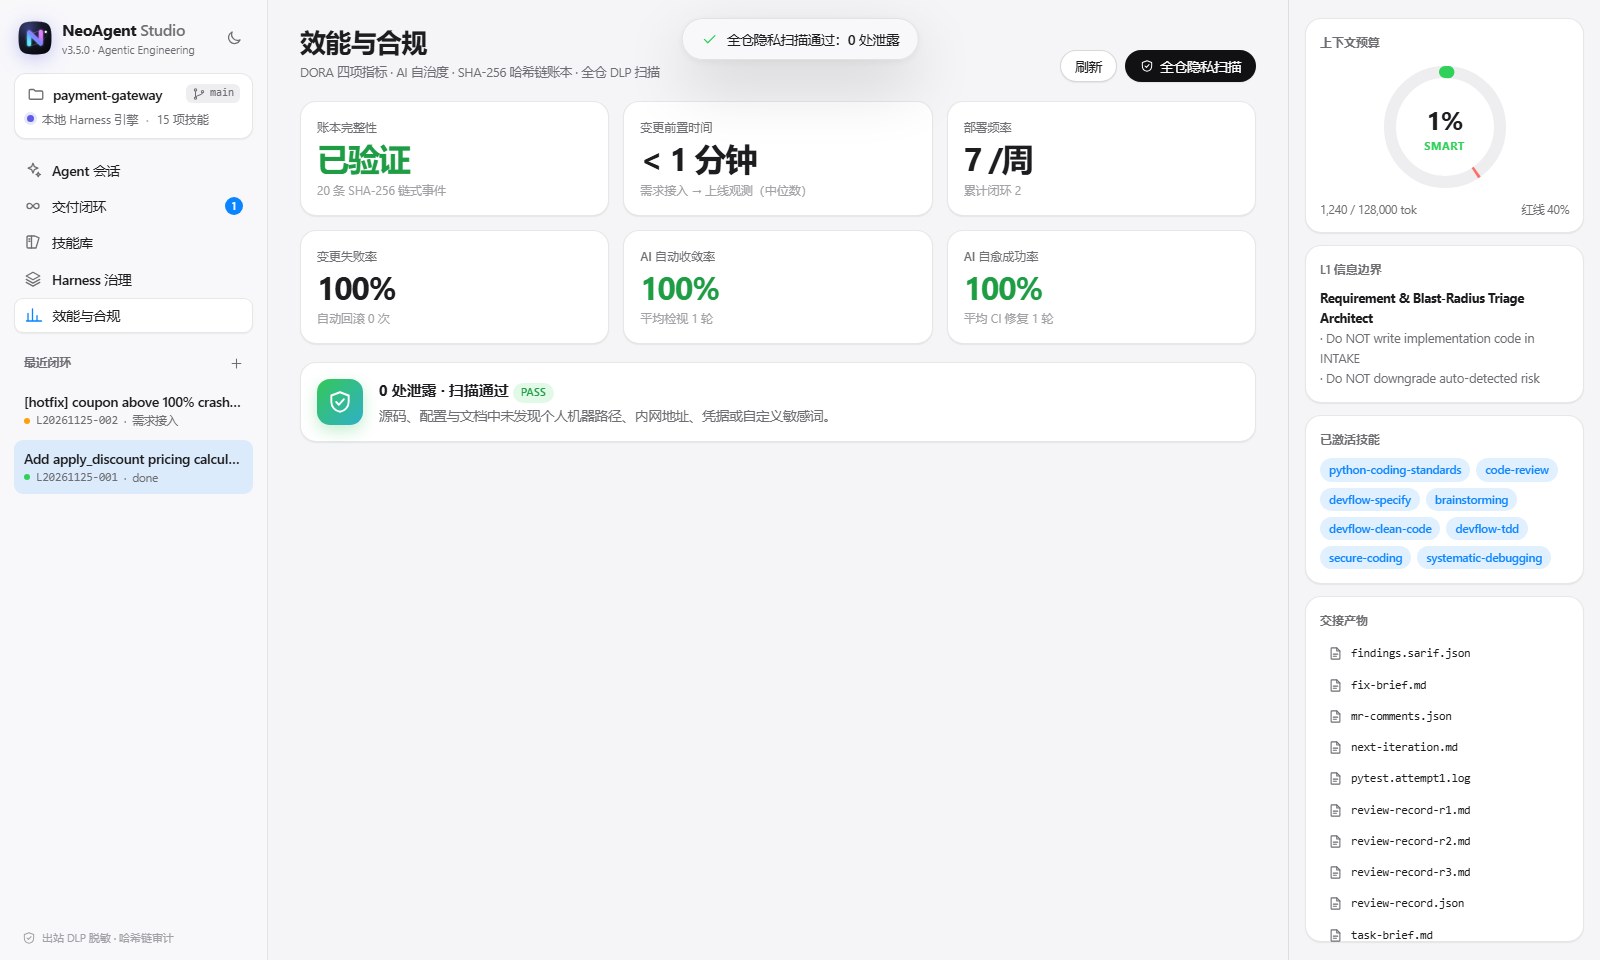 NeoAgent Studio
v3.5.0 · Agentic Engineering
payment-gateway
main
本地 Harness 引擎 · 15 项技能
Agent 会话
交付闭环
1
技能库
Harness 治理
效能与合规
最近闭环
[hotfix] coupon above 100% crash...
L20261125-002 · 需求接入
Add apply_discount pricing calcul...
L20261125-001 · done
出站 DLP 脱敏 · 哈希链审计
效能与合规
DORA 四项指标 · AI 自治度 · SHA-256 哈希链账本 · 全仓 DLP 扫描
全仓隐私扫描通过：0 处泄露
刷新
全仓隐私扫描
账本完整性
已验证
20 条 SHA-256 链式事件
变更前置时间
< 1 分钟
需求接入 → 上线观测（中位数）
部署频率
7 /周
累计闭环 2
变更失败率
100%
自动回滚 0 次
AI 自动收敛率
100%
平均检视 1 轮
AI 自愈成功率
100%
平均 CI 修复 1 轮
0 处泄露 · 扫描通过 PASS
源码、配置与文档中未发现个人机器路径、内网地址、凭据或自定义敏感词。
上下文预算
1%
SMART
1,240 / 128,000 tok
红线 40%
L1 信息边界
Requirement & Blast-Radius Triage
Architect
· Do NOT write implementation code in
INTAKE
· Do NOT downgrade auto-detected risk
已激活技能
python-coding-standards code-review
devflow-specify brainstorming
devflow-clean-code devflow-tdd
secure-coding systematic-debugging
交接产物
findings.sarif.json
fix-brief.md
mr-comments.json
next-iteration.md
pytest.attempt1.log
review-record-r1.md
review-record-r2.md
review-record-r3.md
review-record.json
task-brief.md